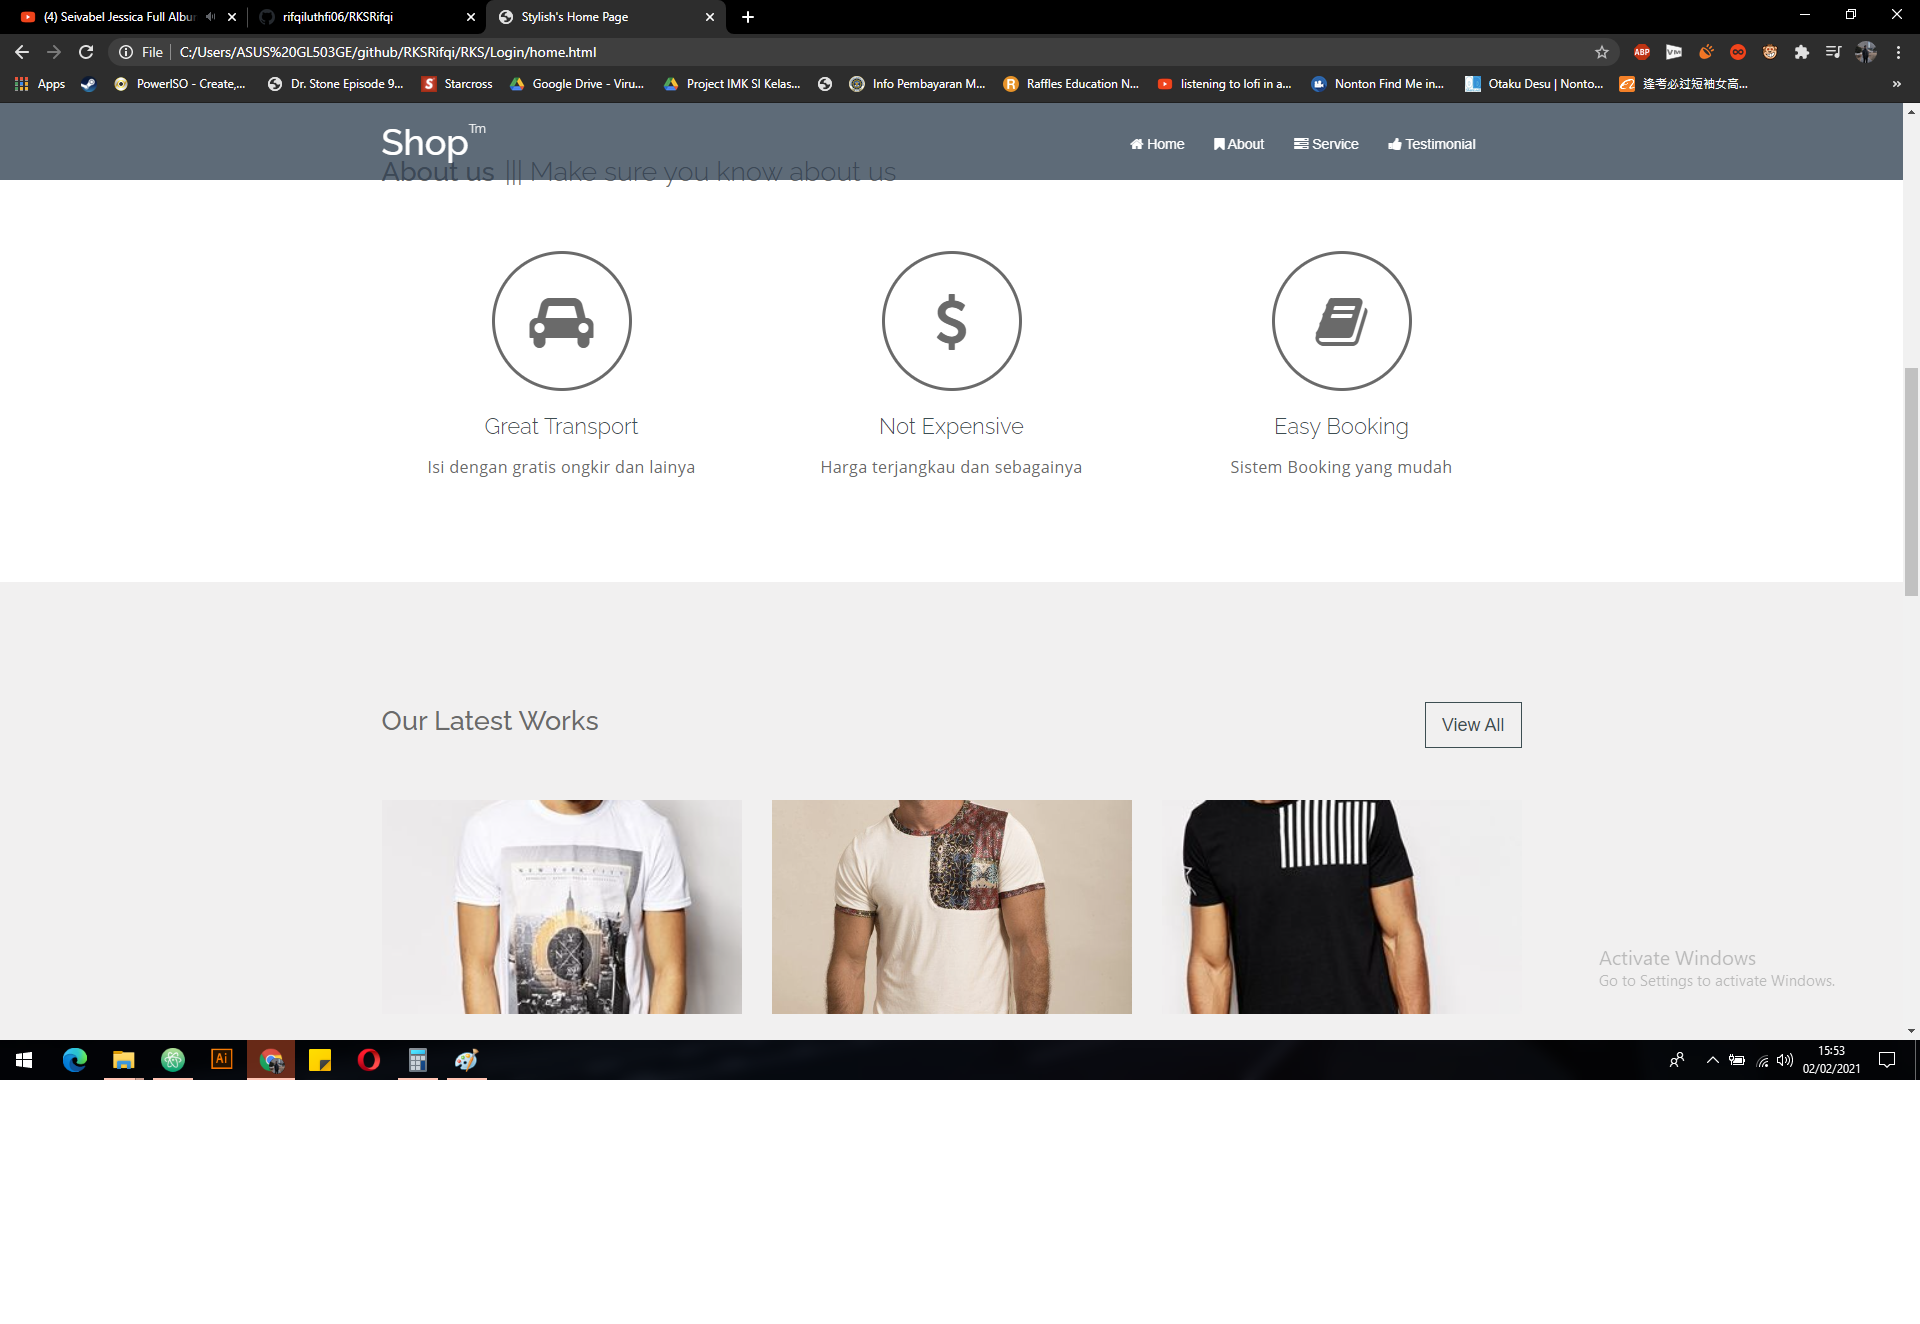 (4) Seivabel Jessica Full Albu
rifqiluthfi06/RKSRifqi
Stylish's Home Page
File
C:/Users/ASUS%20GL503GE/github/RKSRifqi/RKS/Login/home.html
ABP
Apps
PowerISO - Create,...
Dr. Stone Episode 9...
Starcross
Google Drive - Viru...
Project IMK SI Kelas...
Info Pembayaran M...
Raffles Education N...
listening to lofi in a...
Nonton Find Me in...
Otaku Desu | Nonto...
逢考必过短袖女高...
»
Shop Tm
Home
About
Service
Testimonial
About us ||| Make sure you know about us
Great Transport
Not Expensive
Easy Booking
Isi dengan gratis ongkir dan lainya
Harga terjangkau dan sebagainya
Sistem Booking yang mudah
Our Latest Works
View All
NEW YORK CITY
Activate Windows
Go to Settings to activate Windows.
Ai
15:53
02/02/2021